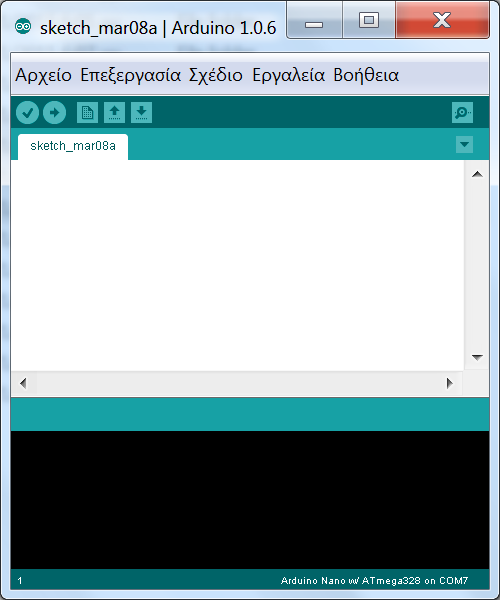 sketch_mar08a | Arduino 1.0.6
Αρχείο Επεξεργασία Σχέδιο Εργαλεία Βοήθεια
sketch_mar08a
1 Arduino Nano w/ ATmega328 on COM7